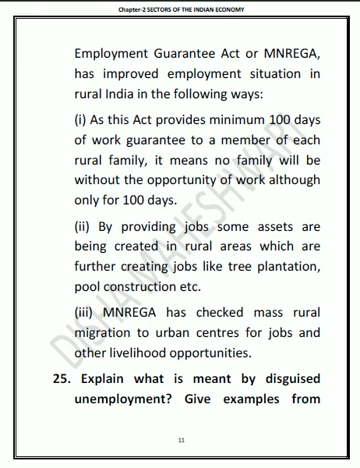 Chapter-2 SECTORS OF THE INDIAN ECONOMY
Employment Guarantee Act or MNREGA,
has improved employment situation in
rural India in the following ways:
(i) As this Act provides minimum 100 days
of work guarantee to a member of each
rural family, it means no family will be
without the opportunity of work although
only for 100 days.
(ii) By providing jobs some assets are
being created in rural areas which are
further creating jobs like tree plantation,
pool construction etc.
(iii) MNREGA has checked mass rural
migration to urban centres for jobs and
other livelihood opportunities.
25. Explain what is meant by disguised
unemployment? Give examples from
11
DISHA MAHESHWARI